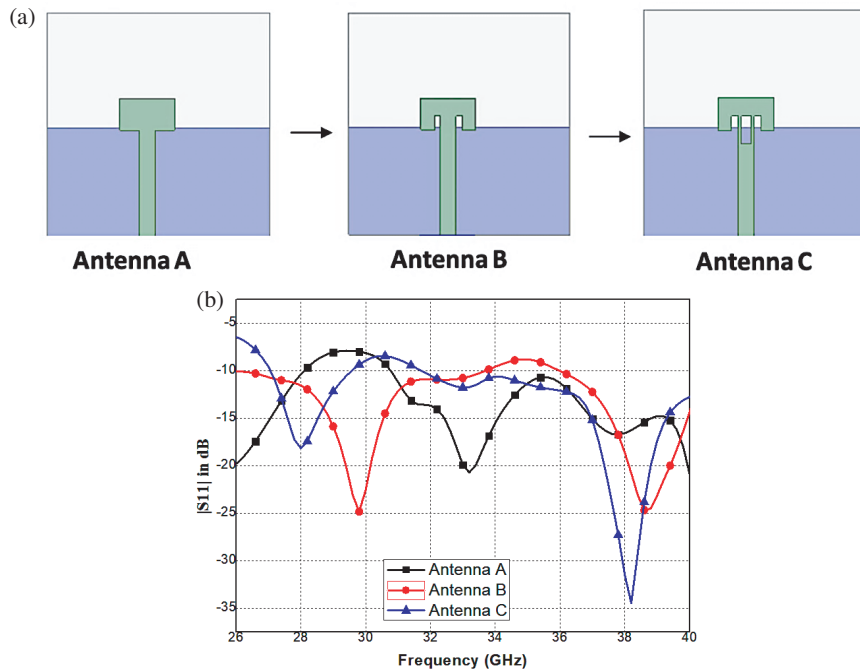 (a)
Antenna A
Antenna B
Antenna C
(b)
-5
-10
-15
-20
-25
-30
-35
|S11| in dB
Antenna A
Antenna B
Antenna C
26
28
30
32
34
36
38
40
Frequency (GHz)